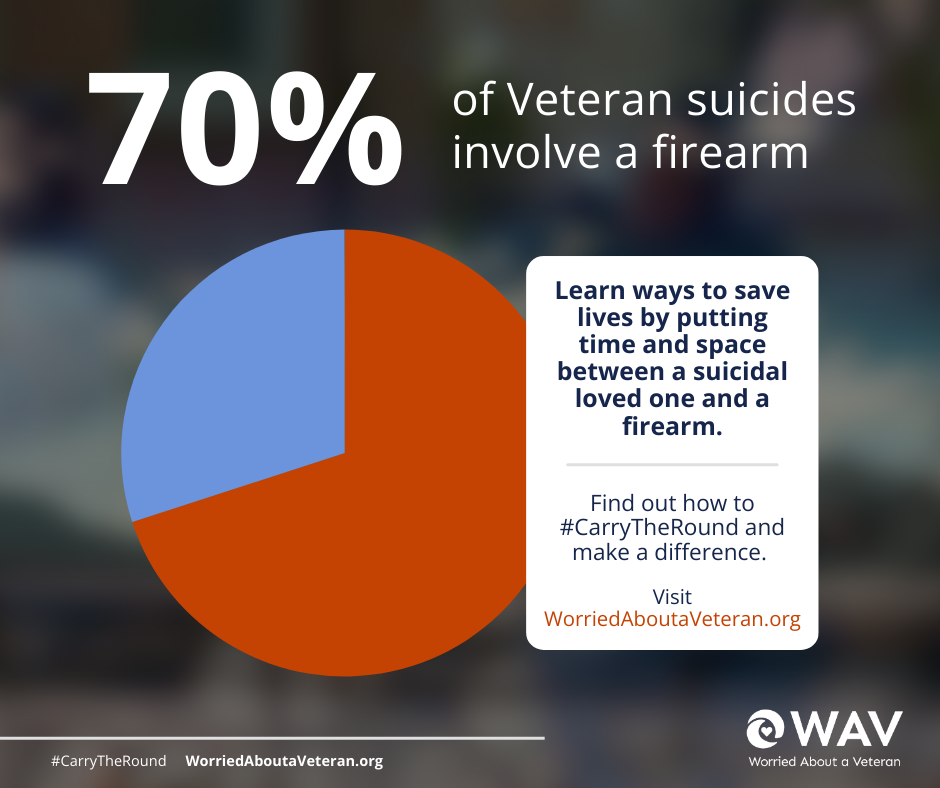 70%
of Veteran suicides
involve a firearm
Learn ways to save
lives by putting
time and space
between a suicidal
loved one and a
firearm.
Find out how to
#CarryTheRound and
make a difference.
Visit
WorriedAboutaVeteran.org
#CarryTheRound WorriedAboutaVeteran.org
WAV
Worried About a Veteran